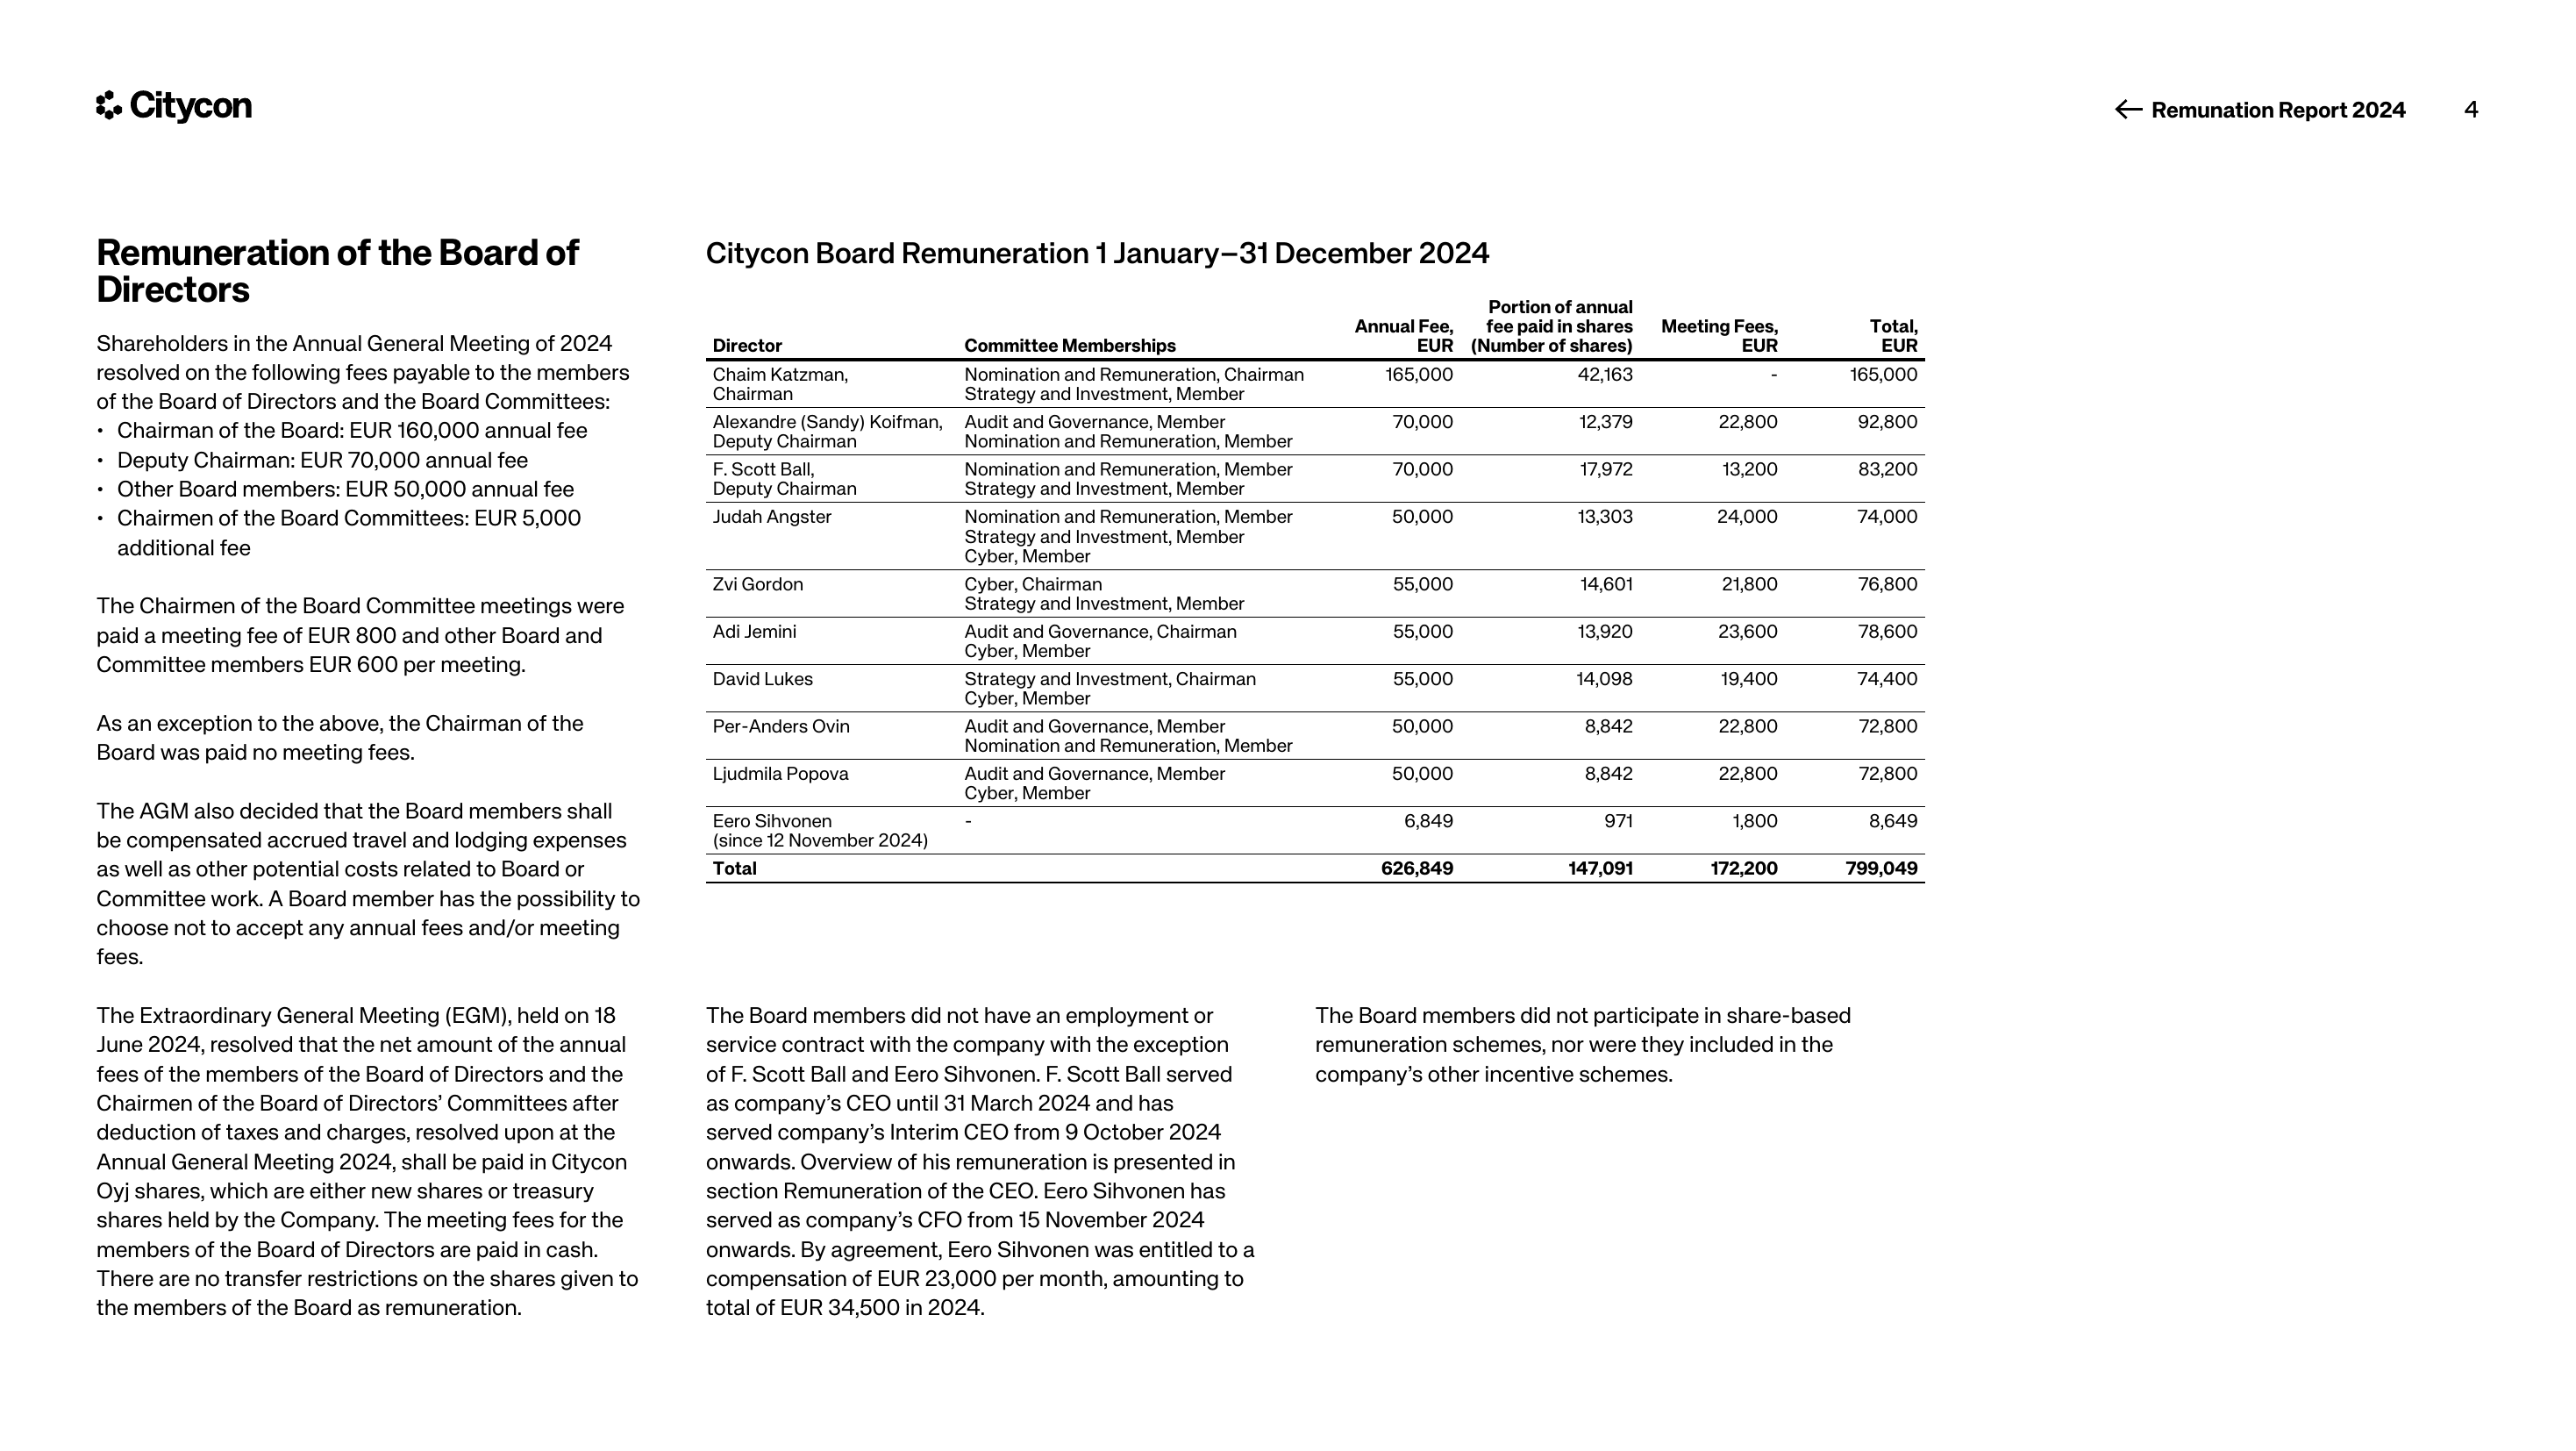 Citycon
← Remunation Report 2024 4
Remuneration of the Board of
Directors
Shareholders in the Annual General Meeting of 2024
resolved on the following fees payable to the members
of the Board of Directors and the Board Committees:
• Chairman of the Board: EUR 160,000 annual fee
• Deputy Chairman: EUR 70,000 annual fee
• Other Board members: EUR 50,000 annual fee
• Chairmen of the Board Committees: EUR 5,000
additional fee
The Chairmen of the Board Committee meetings were
paid a meeting fee of EUR 800 and other Board and
Committee members EUR 600 per meeting.
As an exception to the above, the Chairman of the
Board was paid no meeting fees.
The AGM also decided that the Board members shall
be compensated accrued travel and lodging expenses
as well as other potential costs related to Board or
Committee work. A Board member has the possibility to
choose not to accept any annual fees and/or meeting
fees.
Citycon Board Remuneration 1 January–31 December 2024
Portion of annual
Annual Fee, fee paid in shares Meeting Fees, Total,
Director Committee Memberships EUR (Number of shares) EUR EUR
Chaim Katzman, Nomination and Remuneration, Chairman 165,000 42,163 - 165,000
Chairman Strategy and Investment, Member
Alexandre (Sandy) Koifman, Audit and Governance, Member 70,000 12,379 22,800 92,800
Deputy Chairman Nomination and Remuneration, Member
F. Scott Ball, Nomination and Remuneration, Member 70,000 17,972 13,200 83,200
Deputy Chairman Strategy and Investment, Member
Judah Angster Nomination and Remuneration, Member 50,000 13,303 24,000 74,000
Strategy and Investment, Member
Cyber, Member
Zvi Gordon Cyber, Chairman 55,000 14,601 21,800 76,800
Strategy and Investment, Member
Adi Jemini Audit and Governance, Chairman 55,000 13,920 23,600 78,600
Cyber, Member
David Lukes Strategy and Investment, Chairman 55,000 14,098 19,400 74,400
Cyber, Member
Per-Anders Ovin Audit and Governance, Member 50,000 8,842 22,800 72,800
Nomination and Remuneration, Member
Ljudmila Popova Audit and Governance, Member 50,000 8,842 22,800 72,800
Cyber, Member
Eero Sihvonen - 6,849 971 1,800 8,649
(since 12 November 2024)
Total 626,849 147,091 172,200 799,049
The Extraordinary General Meeting (EGM), held on 18
June 2024, resolved that the net amount of the annual
fees of the members of the Board of Directors and the
Chairmen of the Board of Directors’ Committees after
deduction of taxes and charges, resolved upon at the
Annual General Meeting 2024, shall be paid in Citycon
Oyj shares, which are either new shares or treasury
shares held by the Company. The meeting fees for the
members of the Board of Directors are paid in cash.
There are no transfer restrictions on the shares given to
the members of the Board as remuneration.
The Board members did not have an employment or
service contract with the company with the exception
of F. Scott Ball and Eero Sihvonen. F. Scott Ball served
as company’s CEO until 31 March 2024 and has
served company’s Interim CEO from 9 October 2024
onwards. Overview of his remuneration is presented in
section Remuneration of the CEO. Eero Sihvonen has
served as company’s CFO from 15 November 2024
onwards. By agreement, Eero Sihvonen was entitled to a
compensation of EUR 23,000 per month, amounting to
total of EUR 34,500 in 2024.
The Board members did not participate in share-based
remuneration schemes, nor were they included in the
company’s other incentive schemes.